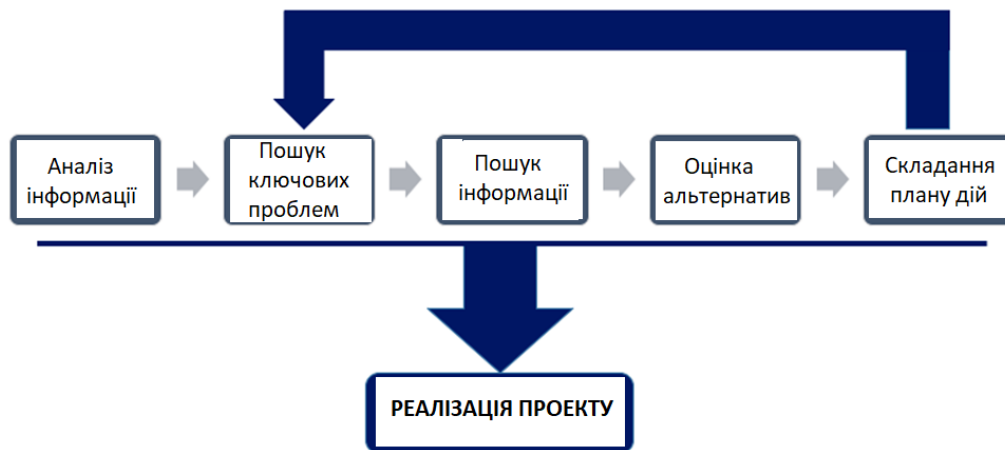 Аналіз
інформації
Пошук
ключових
проблем
Пошук
інформації
Оцінка
альтернатив
Складання
плану дій
РЕАЛІЗАЦІЯ ПРОЕКТУ